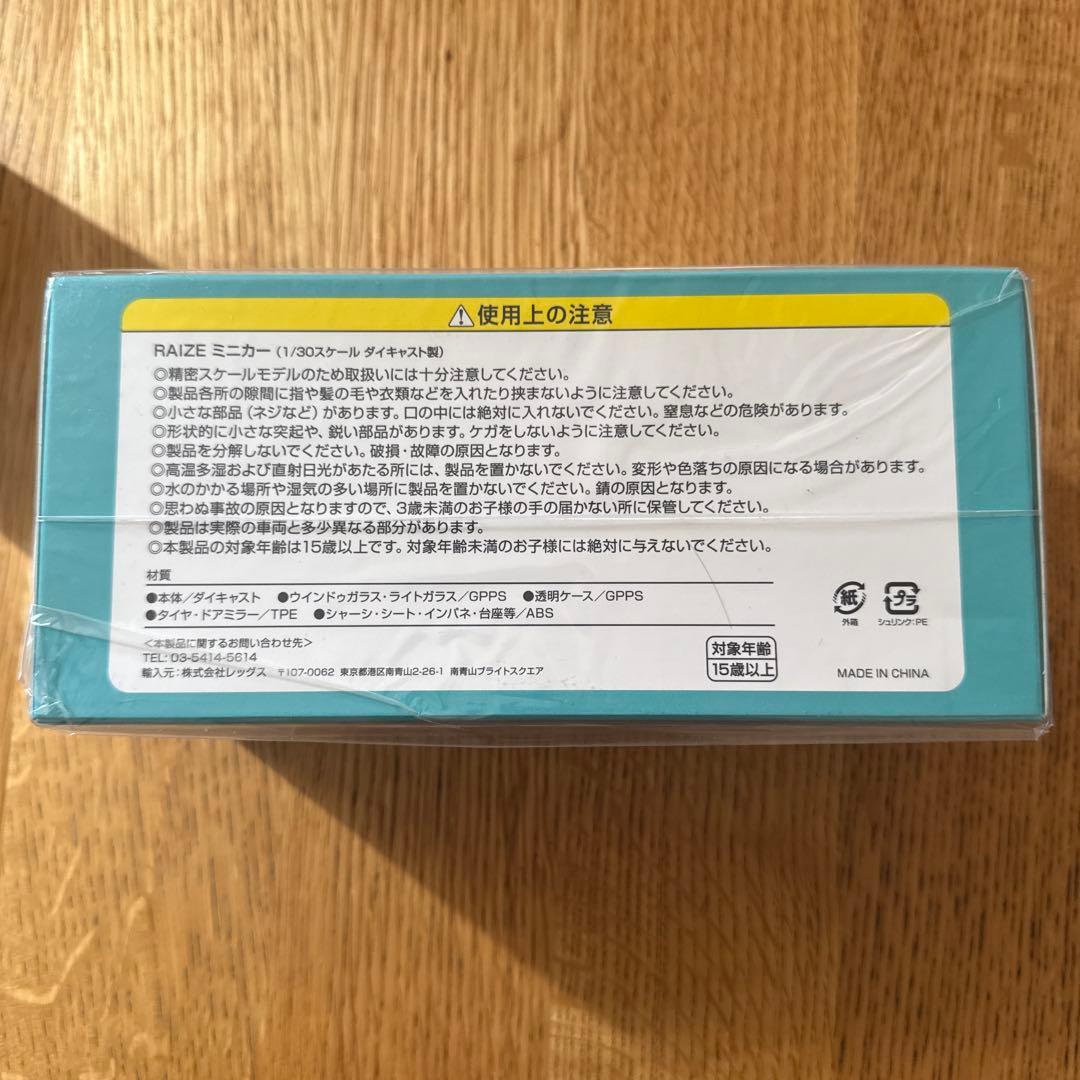 ⚠使用上の注意
RAIZE ミニカー（1/30スケール ダイキャスト製）
◎精密スケールモデルのため取扱いには十分注意してください。
◎製品各所の隙間に指や髪の毛や衣類などを入れたり挟まないように注意してください。
◎小さな部品（ネジなど）があります。口の中には絶対に入れないでください。窒息などの危険があります。
◎形状的に小さな突起や、鋭い部品があります。ケガをしないように注意してください。
◎製品を分解しないでください。破損・故障の原因となります。
◎高温多湿および直射日光があたる所には、製品を置かないでください。変形や色落ちの原因になる場合があります。
◎水のかかる場所や湿気の多い場所に製品を置かないでください。錆の原因となります。
◎思わぬ事故の原因となりますので、3歳未満のお子様の手の届かない所に保管してください。
◎製品は実際の車両と多少異なる部分があります。
◎本製品の対象年齢は15歳以上です。対象年齢未満のお子様には絶対に与えないでください。
材質
●本体／ダイキャスト ●ウインドゥガラス・ライトガラス／GPPS ●透明ケース／GPPS
●タイヤ・ドアミラー／TPE ●シャーシ・シート・インパネ・台座等／ABS
紙 外箱
プラ シュリンク：PE
＜本製品に関するお問い合わせ先＞
TEL: 03-5414-5614
輸入元：株式会社レッグス 〒107-0062 東京都港区南青山2-26-1 南青山ブライトスクエア
対象年齢
15歳以上
MADE IN CHINA